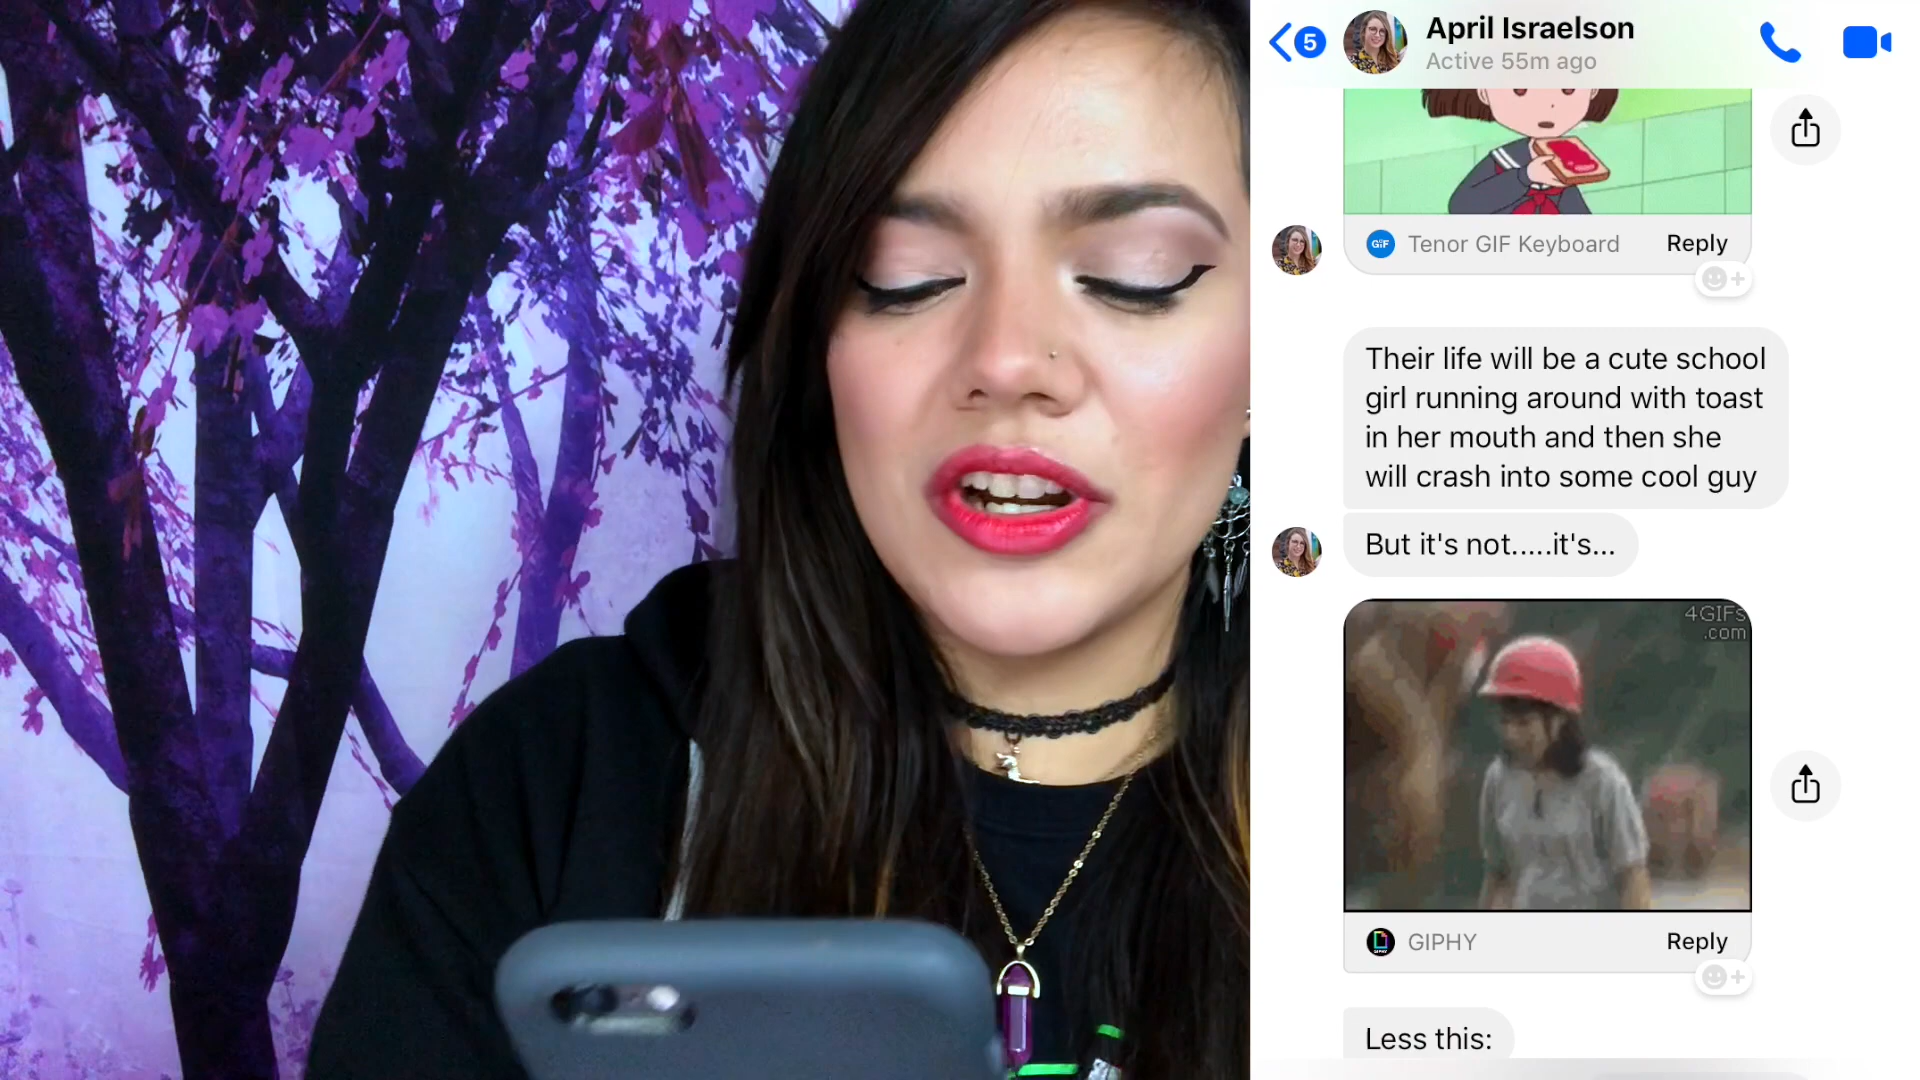 5
April Israelson
Active 55m ago
GIF
Tenor GIF Keyboard
Reply
Their life will be a cute school
girl running around with toast
in her mouth and then she
will crash into some cool guy
But it's not.....it's...
4GIFs
.com
GIPHY
Reply
Less this: